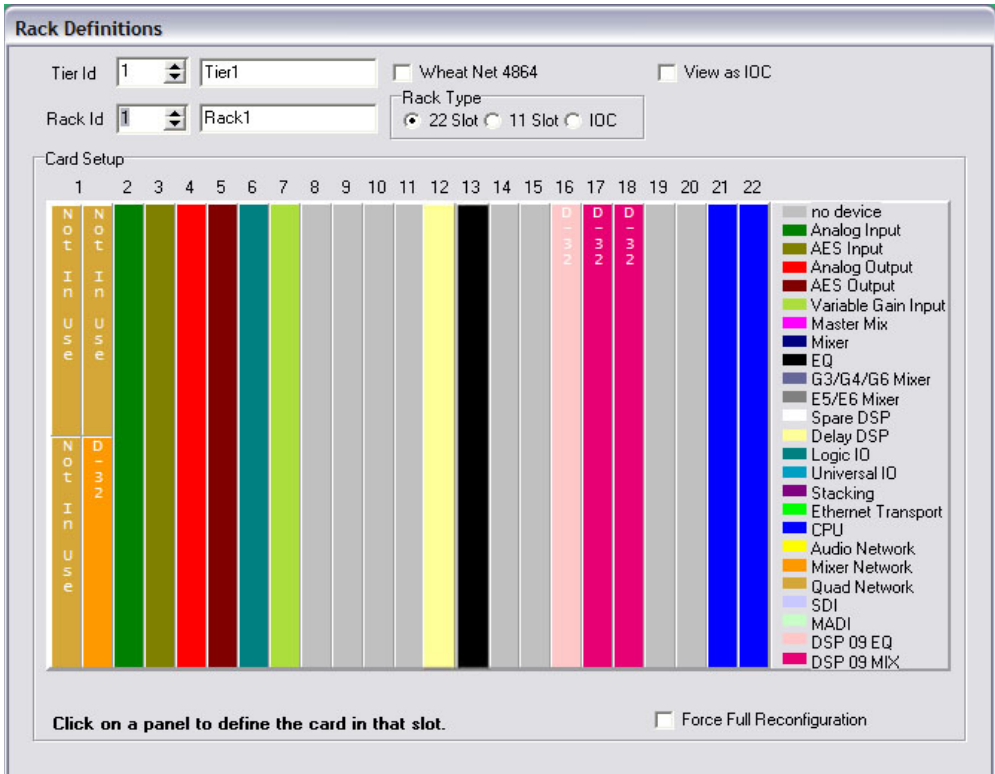 Rack Definitions
Tier Id 1 Tier1 Wheat Net 4864 View as IOC
Rack Id 1 Rack1 Rack Type
22 Slot 11 Slot IOC
Card Setup
1 2 3 4 5 6 7 8 9 10 11 12 13 14 15 16 17 18 19 20 21 22
Not In Use
Not In Use
Not In Use
D-32
D-32
D-32
D-32
no device
Analog Input
AES Input
Analog Output
AES Output
Variable Gain Input
Master Mix
Mixer
EQ
G3/G4/G6 Mixer
E5/E6 Mixer
Spare DSP
Delay DSP
Logic IO
Universal IO
Stacking
Ethernet Transport
CPU
Audio Network
Mixer Network
Quad Network
SDI
MADI
DSP 09 EQ
DSP 09 MIX
Click on a panel to define the card in that slot.
Force Full Reconfiguration